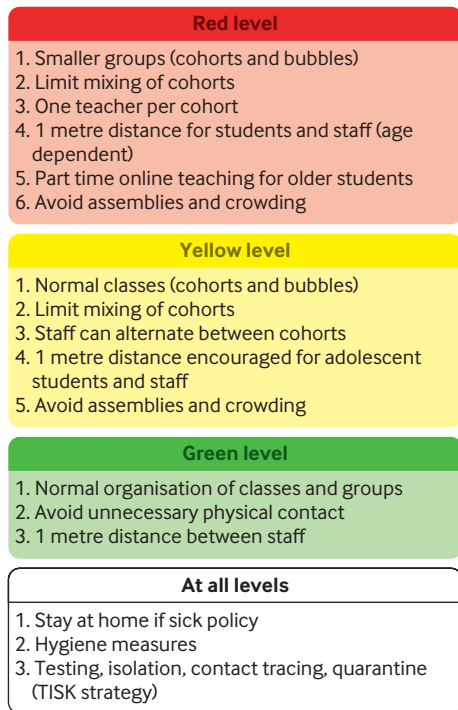 Red level
1. Smaller groups (cohorts and bubbles)
2. Limit mixing of cohorts
3. One teacher per cohort
4. 1 metre distance for students and staff (age
dependent)
5. Part time online teaching for older students
6. Avoid assemblies and crowding
Yellow level
1. Normal classes (cohorts and bubbles)
2. Limit mixing of cohorts
3. Staff can alternate between cohorts
4. 1 metre distance encouraged for adolescent
students and staff
5. Avoid assemblies and crowding
Green level
1. Normal organisation of classes and groups
2. Avoid unnecessary physical contact
3. 1 metre distance between staff
At all levels
1. Stay at home if sick policy
2. Hygiene measures
3. Testing, isolation, contact tracing, quarantine
(TISK strategy)